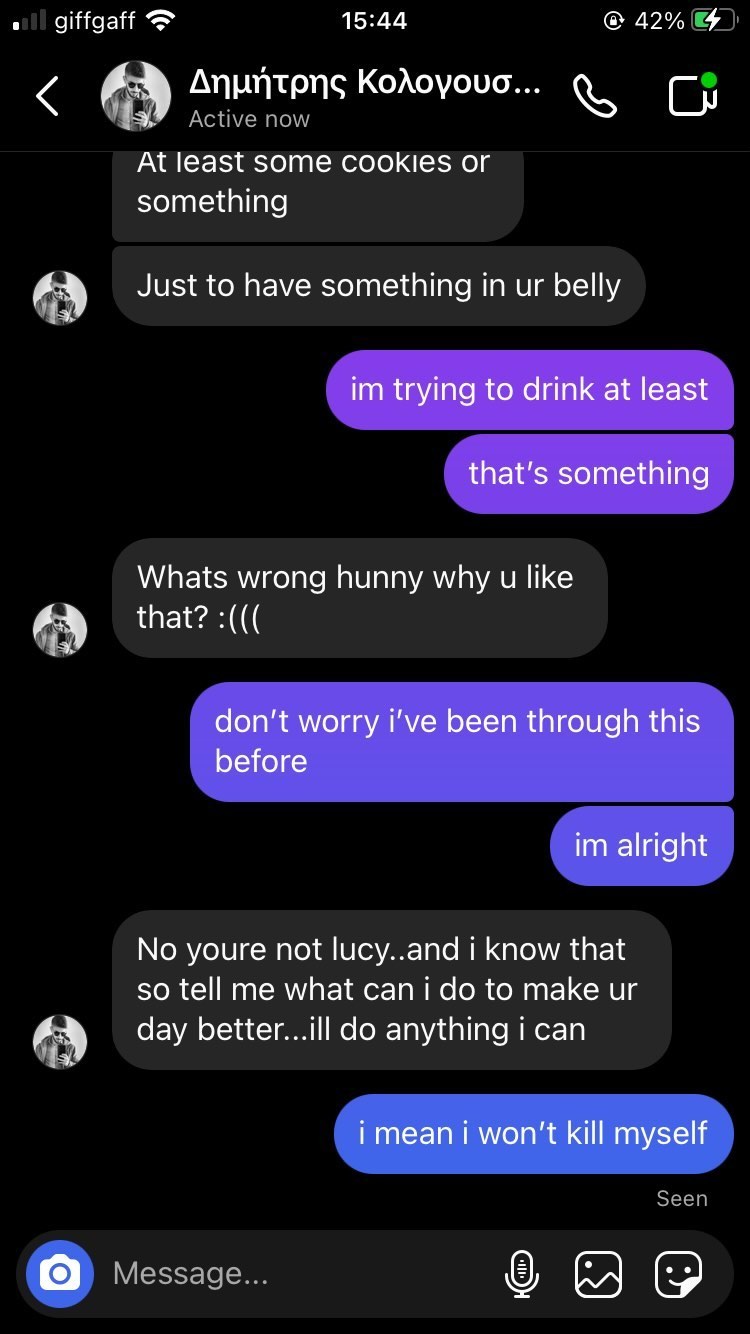 giffgaff 15:44 42%
Δημήτρης Κολογουσ...
Active now
At least some cookies or
something
Just to have something in ur belly
im trying to drink at least
that's something
Whats wrong hunny why u like
that? :(((
don't worry i've been through this
before
im alright
No youre not lucy..and i know that
so tell me what can i do to make ur
day better...ill do anything i can
i mean i won't kill myself
Seen
Message...